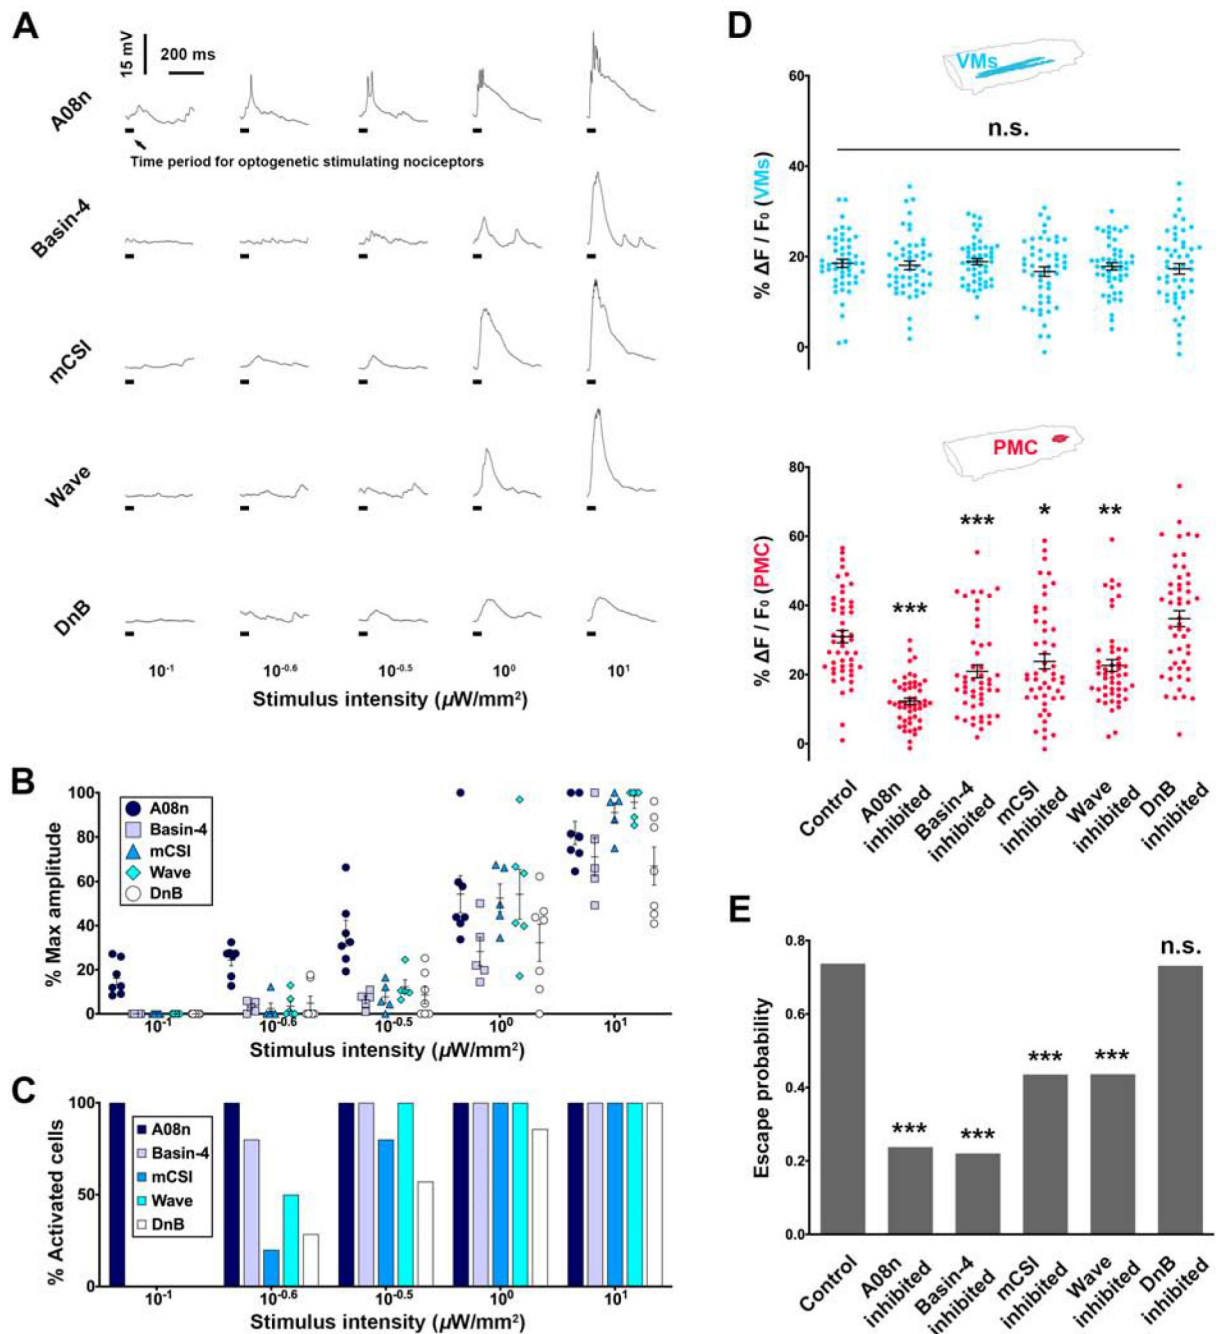 A
15 mV
200 ms
A08n
Time period for optogenetic stimulating nociceptors
Basin-4
mCSI
Wave
DnB
10⁻¹ 10⁻⁰·⁶ 10⁻⁰·⁵ 10⁰ 10¹
Stimulus intensity (μW/mm²)
B
% Max amplitude
100
80
60
40
20
0
A08n
Basin-4
mCSI
Wave
DnB
10⁻¹ 10⁻⁰·⁶ 10⁻⁰·⁵ 10⁰ 10¹
Stimulus intensity (μW/mm²)
C
% Activated cells
100
50
0
A08n
Basin-4
mCSI
Wave
DnB
10⁻¹ 10⁻⁰·⁶ 10⁻⁰·⁵ 10⁰ 10¹
Stimulus intensity (μW/mm²)
D
VMs
n.s.
% ΔF / F₀ (VMs)
60
40
20
0
PMC
% ΔF / F₀ (PMC)
80
60
40
20
0
*** *** * **
Control
A08n
inhibited
Basin-4
inhibited
mCSI
inhibited
Wave
inhibited
DnB
inhibited
E
Escape probability
0.8
0.6
0.4
0.2
0.0
*** *** *** *** n.s.
Control
A08n
inhibited
Basin-4
inhibited
mCSI
inhibited
Wave
inhibited
DnB
inhibited